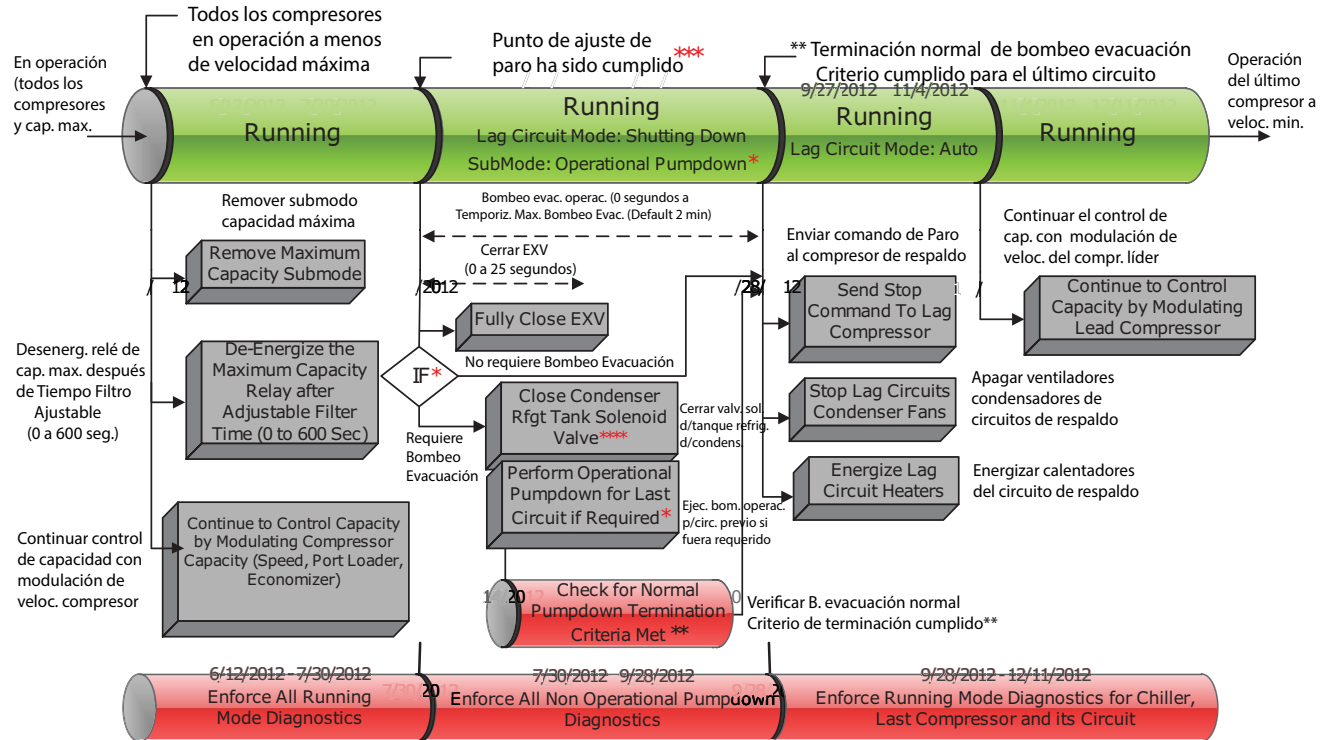 Todos los compresores
en operación a menos
de velocidad máxima
Punto de ajuste de
paro ha sido cumplido***
** Terminación normal de bombeo evacuación
Criterio cumplido para el último circuito
En operación
(todos los
compresores
y cap. max.
Operación
del último
compresor a
veloc. min.
9/27/2012 11/4/2012
Running
Running
Lag Circuit Mode: Shutting Down
SubMode: Operational Pumpdown*
Running
Lag Circuit Mode: Auto
Running
Remover submodo
capacidad máxima
Remove Maximum
Capacity Submode
Bombeo evac. operac. (0 segundos a
Temporiz. Max. Bombeo Evac. (Default 2 min)
Cerrar EXV
(0 a 25 segundos)
/ 12
/2012
/28/ 12
/
Fully Close EXV
Enviar comando de Paro
al compresor de respaldo
Send Stop
Command To Lag
Compressor
Continuar el control de
cap. con modulación de
veloc. del compr. líder
Continue to Control
Capacity by Modulating
Lead Compressor
Desenerg. relé de
cap. max. después
de Tiempo Filtro
Ajustable
(0 a 600 seg.)
De-Energize the
Maximum Capacity
Relay after
Adjustable Filter
Time (0 to 600 Sec)
IF*
No requiere Bombeo Evacuación
Requiere
Bombeo
Evacuación
Close Condenser
Rfgt Tank Solenoid
Valve****
Cerrar valv. sol.
d/tanque refrig.
d/condens.
Stop Lag Circuits
Condenser Fans
Apagar ventiladores
condensadores de
circuitos de respaldo
Perform Operational
Pumpdown for Last
Circuit if Required*
Ejec. bom. operac.
p/circ. previo si
fuera requerido
Energize Lag
Circuit Heaters
Energizar calentadores
del circuito de respaldo
Continuar control
de capacidad con
modulación de
veloc. compresor
Continue to Control Capacity
by Modulating Compressor
Capacity (Speed, Port Loader,
Economizer)
Check for Normal
Pumpdown Termination
Criteria Met **
Verificar B. evacuación normal
Criterio de terminación cumplido**
6/12/2012 - 7/30/2012
Enforce All Running
Mode Diagnostics
7/30/20
7/30/2012 9/28/2012
Enforce All Non Operational Pumpdown
Diagnostics
9/28/2
9/28/2012 - 12/11/2012
Enforce Running Mode Diagnostics for Chiller,
Last Compressor and its Circuit